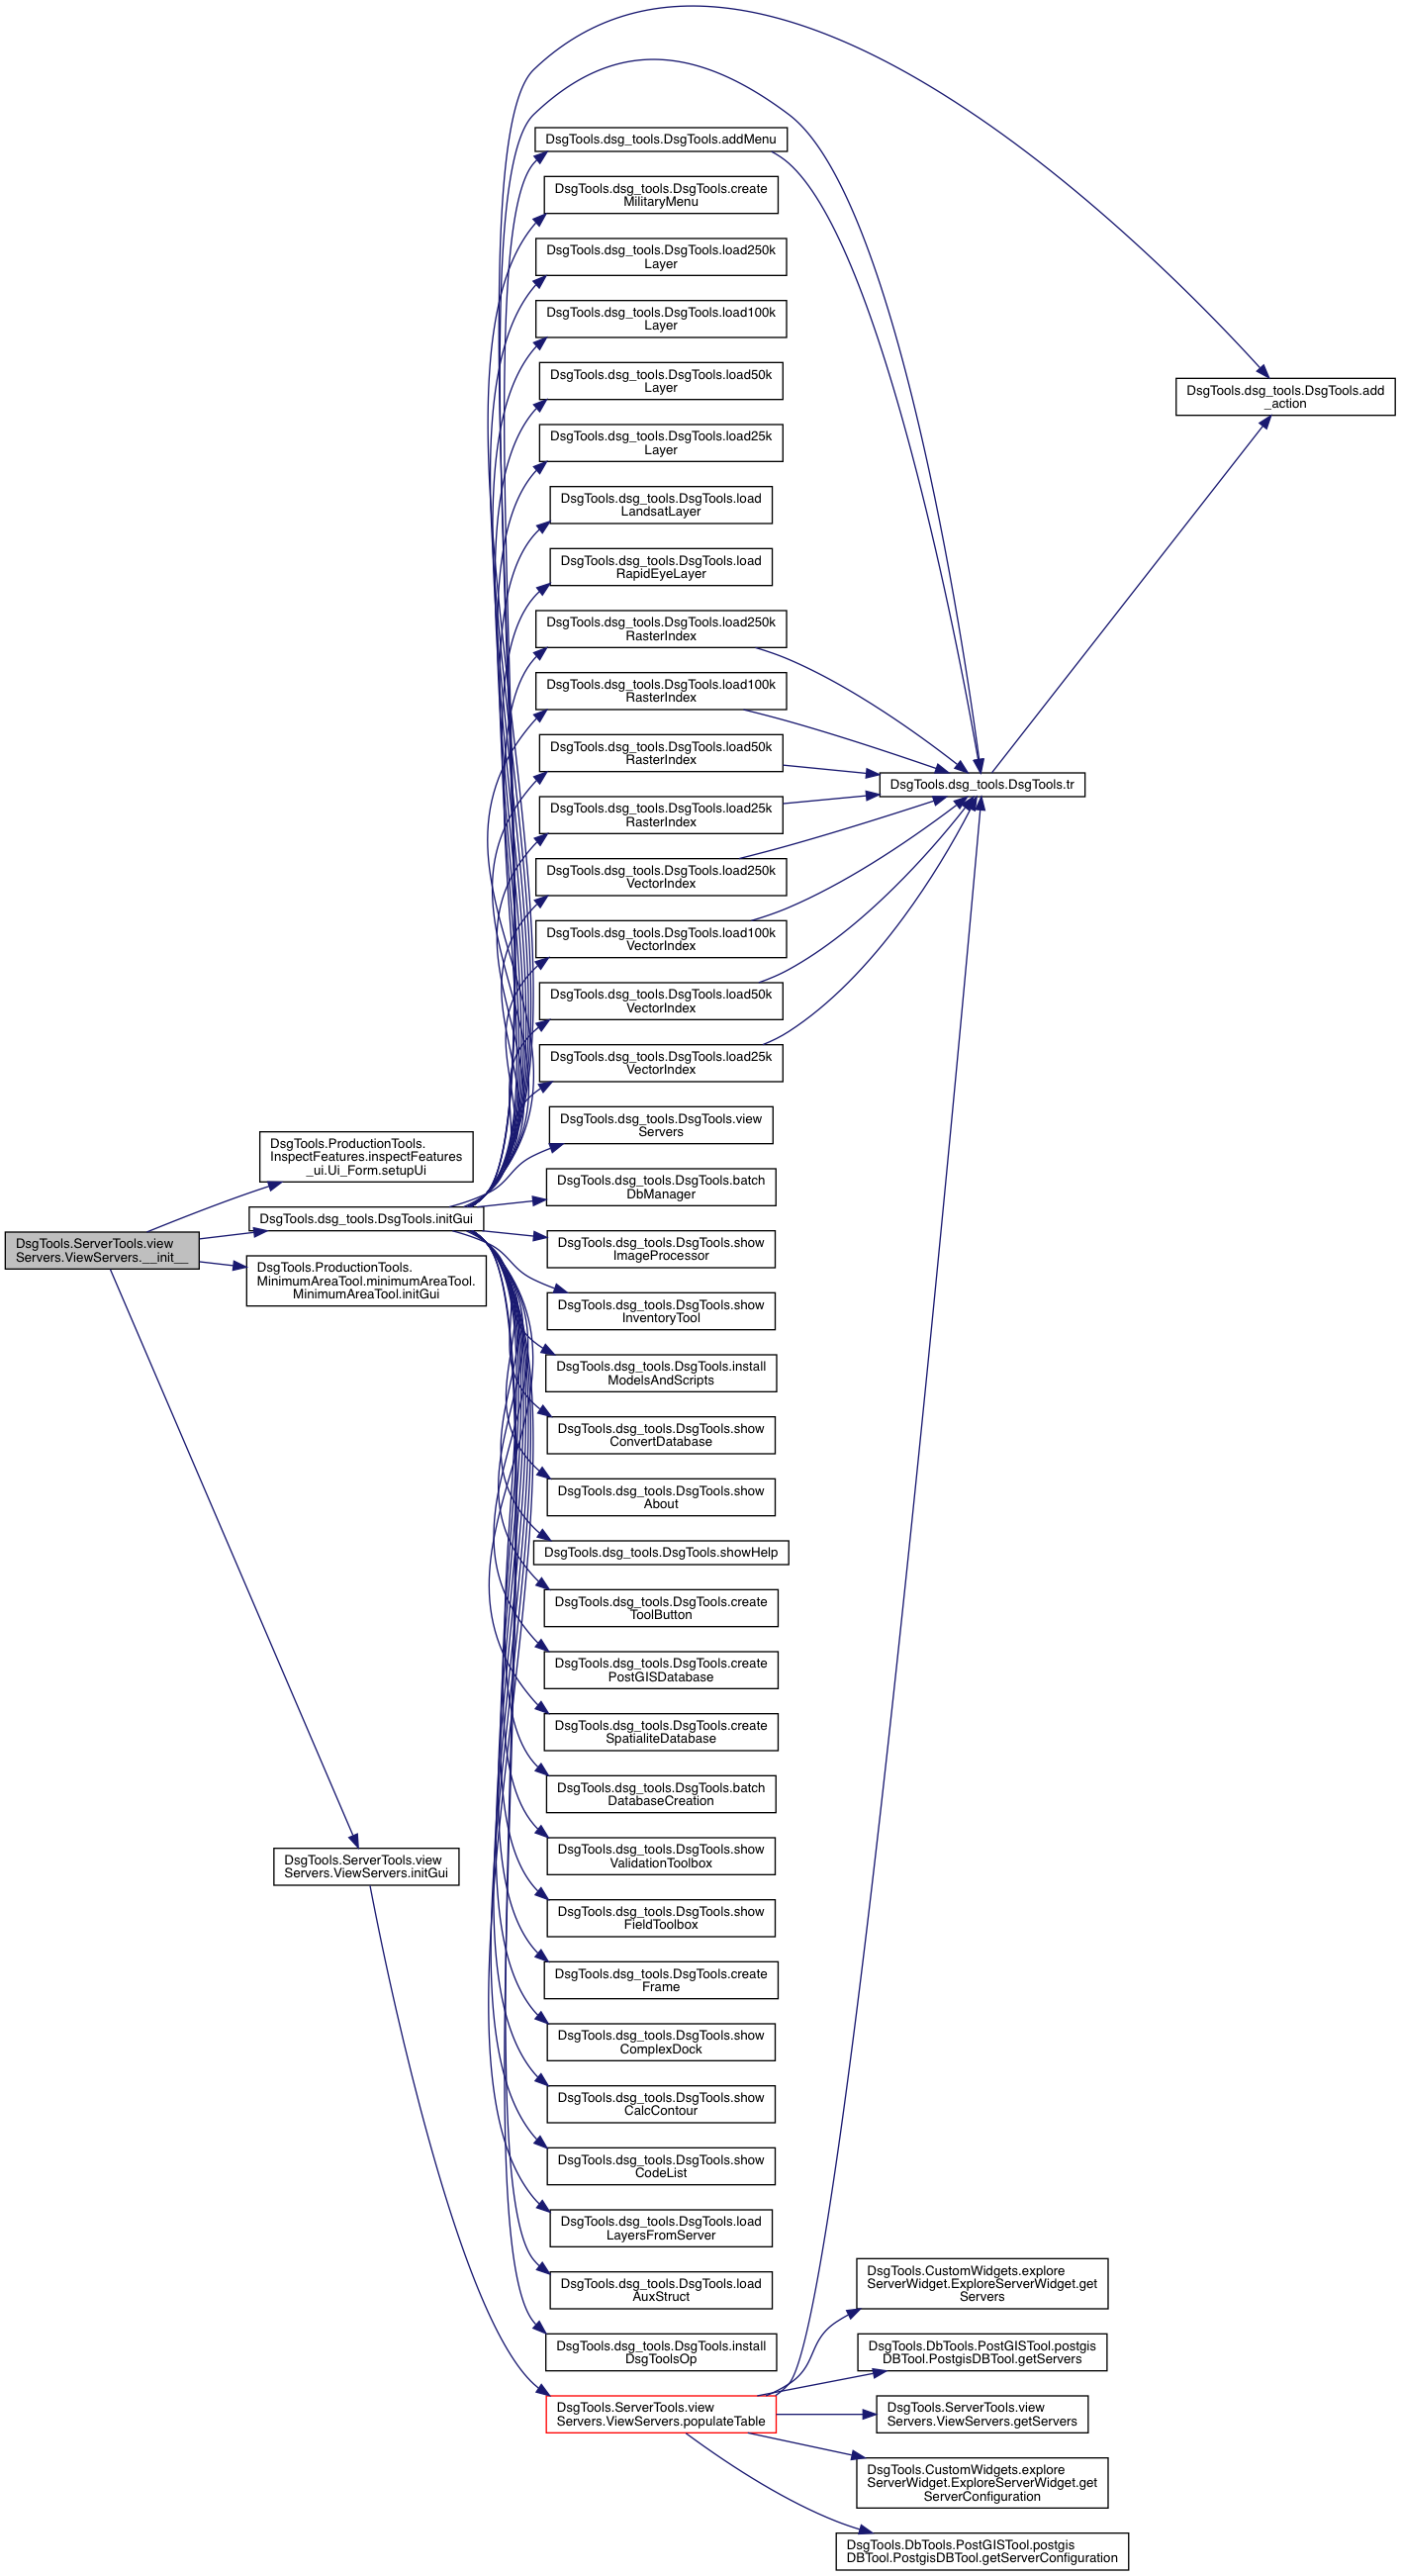 DsgTools.dsg_tools.DsgTools.addMenu
DsgTools.dsg_tools.DsgTools.create
MilitaryMenu
DsgTools.dsg_tools.DsgTools.load250k
Layer
DsgTools.dsg_tools.DsgTools.load100k
Layer
DsgTools.dsg_tools.DsgTools.load50k
Layer
DsgTools.dsg_tools.DsgTools.add
_action
DsgTools.dsg_tools.DsgTools.load25k
Layer
DsgTools.dsg_tools.DsgTools.load
LandsatLayer
DsgTools.dsg_tools.DsgTools.load
RapidEyeLayer
DsgTools.dsg_tools.DsgTools.load250k
RasterIndex
DsgTools.dsg_tools.DsgTools.load100k
RasterIndex
DsgTools.dsg_tools.DsgTools.load50k
RasterIndex
DsgTools.dsg_tools.DsgTools.tr
DsgTools.dsg_tools.DsgTools.load25k
RasterIndex
DsgTools.dsg_tools.DsgTools.load250k
VectorIndex
DsgTools.dsg_tools.DsgTools.load100k
VectorIndex
DsgTools.dsg_tools.DsgTools.load50k
VectorIndex
DsgTools.dsg_tools.DsgTools.load25k
VectorIndex
DsgTools.dsg_tools.DsgTools.view
Servers
DsgTools.ProductionTools.
InspectFeatures.inspectFeatures
_ui.Ui_Form.setupUi
DsgTools.dsg_tools.DsgTools.batch
DbManager
DsgTools.dsg_tools.DsgTools.initGui
DsgTools.ServerTools.view
Servers.ViewServers.__init__
DsgTools.dsg_tools.DsgTools.show
ImageProcessor
DsgTools.ProductionTools.
MinimumAreaTool.minimumAreaTool.
MinimumAreaTool.initGui
DsgTools.dsg_tools.DsgTools.show
InventoryTool
DsgTools.dsg_tools.DsgTools.install
ModelsAndScripts
DsgTools.dsg_tools.DsgTools.show
ConvertDatabase
DsgTools.dsg_tools.DsgTools.show
About
DsgTools.dsg_tools.DsgTools.showHelp
DsgTools.dsg_tools.DsgTools.create
ToolButton
DsgTools.dsg_tools.DsgTools.create
PostGISDatabase
DsgTools.dsg_tools.DsgTools.create
SpatialiteDatabase
DsgTools.dsg_tools.DsgTools.batch
DatabaseCreation
DsgTools.dsg_tools.DsgTools.show
ValidationToolbox
DsgTools.ServerTools.view
Servers.ViewServers.initGui
DsgTools.dsg_tools.DsgTools.show
FieldToolbox
DsgTools.dsg_tools.DsgTools.create
Frame
DsgTools.dsg_tools.DsgTools.show
ComplexDock
DsgTools.dsg_tools.DsgTools.show
CalcContour
DsgTools.dsg_tools.DsgTools.show
CodeList
DsgTools.dsg_tools.DsgTools.load
LayersFromServer
DsgTools.dsg_tools.DsgTools.load
AuxStruct
DsgTools.CustomWidgets.explore
ServerWidget.ExploreServerWidget.get
Servers
DsgTools.dsg_tools.DsgTools.install
DsgToolsOp
DsgTools.DbTools.PostGISTool.postgis
DBTool.PostgisDBTool.getServers
DsgTools.ServerTools.view
Servers.ViewServers.populateTable
DsgTools.ServerTools.view
Servers.ViewServers.getServers
DsgTools.CustomWidgets.explore
ServerWidget.ExploreServerWidget.get
ServerConfiguration
DsgTools.DbTools.PostGISTool.postgis
DBTool.PostgisDBTool.getServerConfiguration